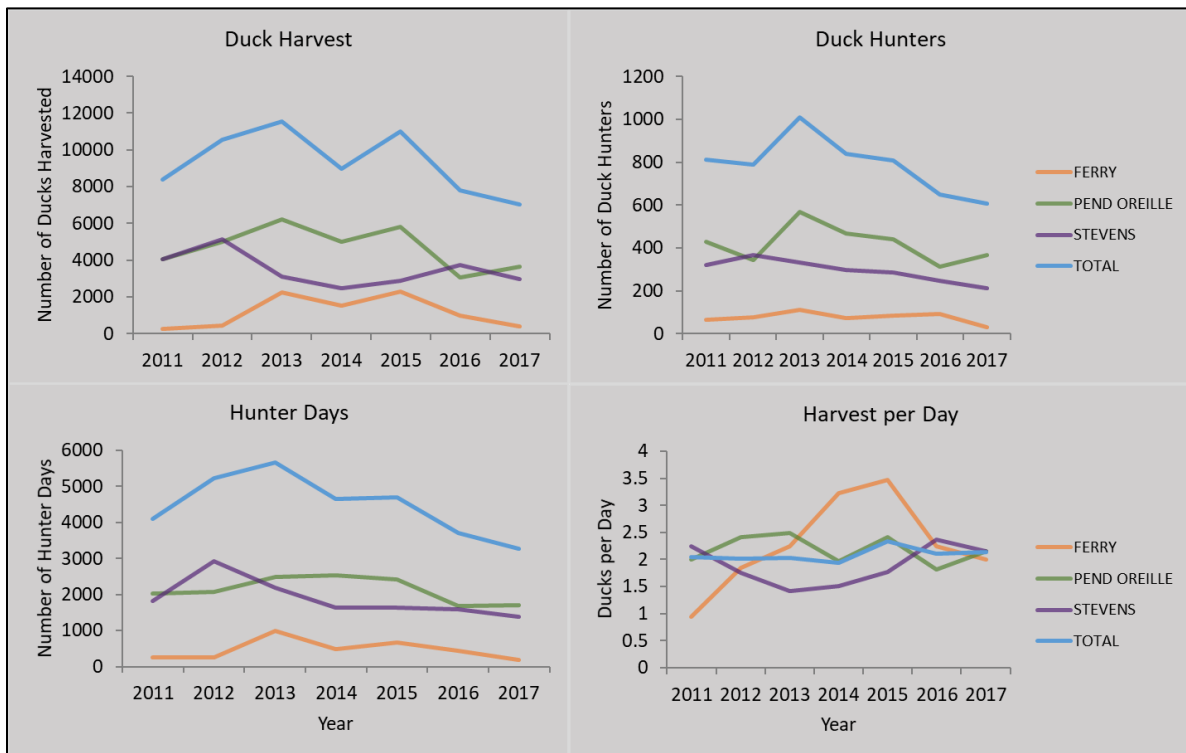 Duck Harvest
Number of Ducks Harvested
14000
12000
10000
8000
6000
4000
2000
0
2011 2012 2013 2014 2015 2016 2017
Duck Hunters
Number of Duck Hunters
1200
1000
800
600
400
200
0
2011 2012 2013 2014 2015 2016 2017
FERRY
PEND OREILLE
STEVENS
TOTAL
Hunter Days
Number of Hunter Days
6000
5000
4000
3000
2000
1000
0
2011 2012 2013 2014 2015 2016 2017
Year
Harvest per Day
Ducks per Day
4
3.5
3
2.5
2
1.5
1
0.5
0
2011 2012 2013 2014 2015 2016 2017
Year
FERRY
PEND OREILLE
STEVENS
TOTAL